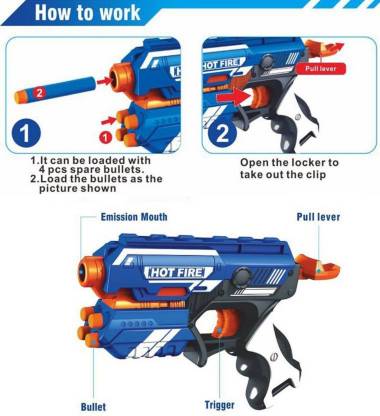 How to work
2
HOT FIRE
1
1
Pull lever
HOT FIRE
2
1.It can be loaded with
4 pcs spare bullets.
2.Load the bullets as the
picture shown
Open the locker to
take out the clip
Emission Mouth
Pull lever
HOT FIRE
Bullet
Trigger